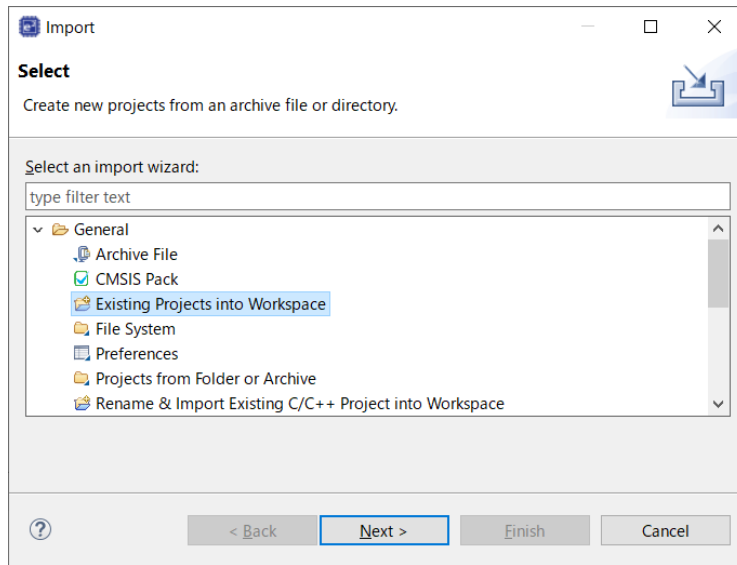 Import
Select
Create new projects from an archive file or directory.
Select an import wizard:
type filter text
General
Archive File
CMSIS Pack
Existing Projects into Workspace
File System
Preferences
Projects from Folder or Archive
Rename & Import Existing C/C++ Project into Workspace
? < Back Next > Finish Cancel